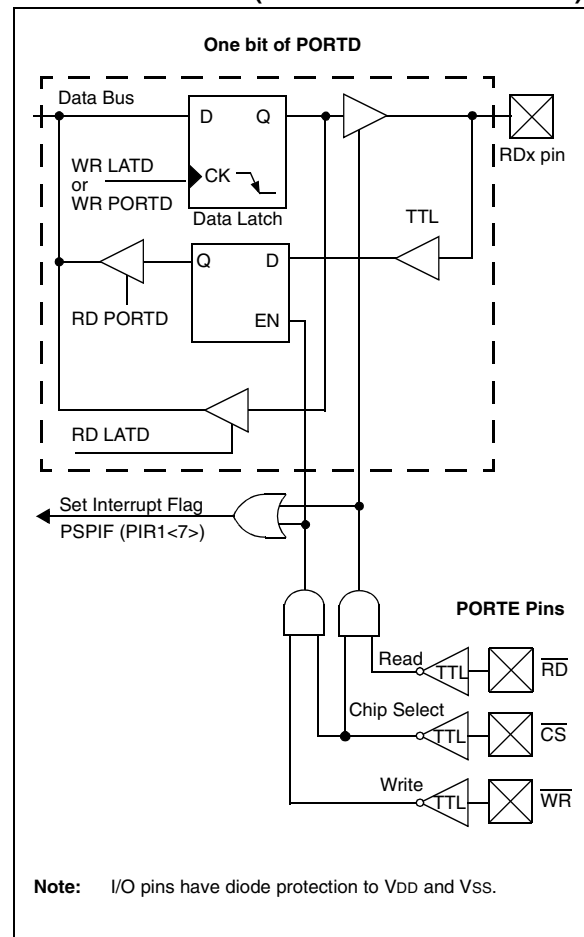 One bit of PORTD
Data Bus
D Q
RDx pin
WR LATD
or
WR PORTD
CK
Data Latch
TTL
Q D
RD PORTD
EN
RD LATD
Set Interrupt Flag
PSPIF (PIR1<7>)
PORTE Pins
Read
TTL
RD
Chip Select
TTL
CS
Write
TTL
WR
Note: I/O pins have diode protection to VDD and VSS.